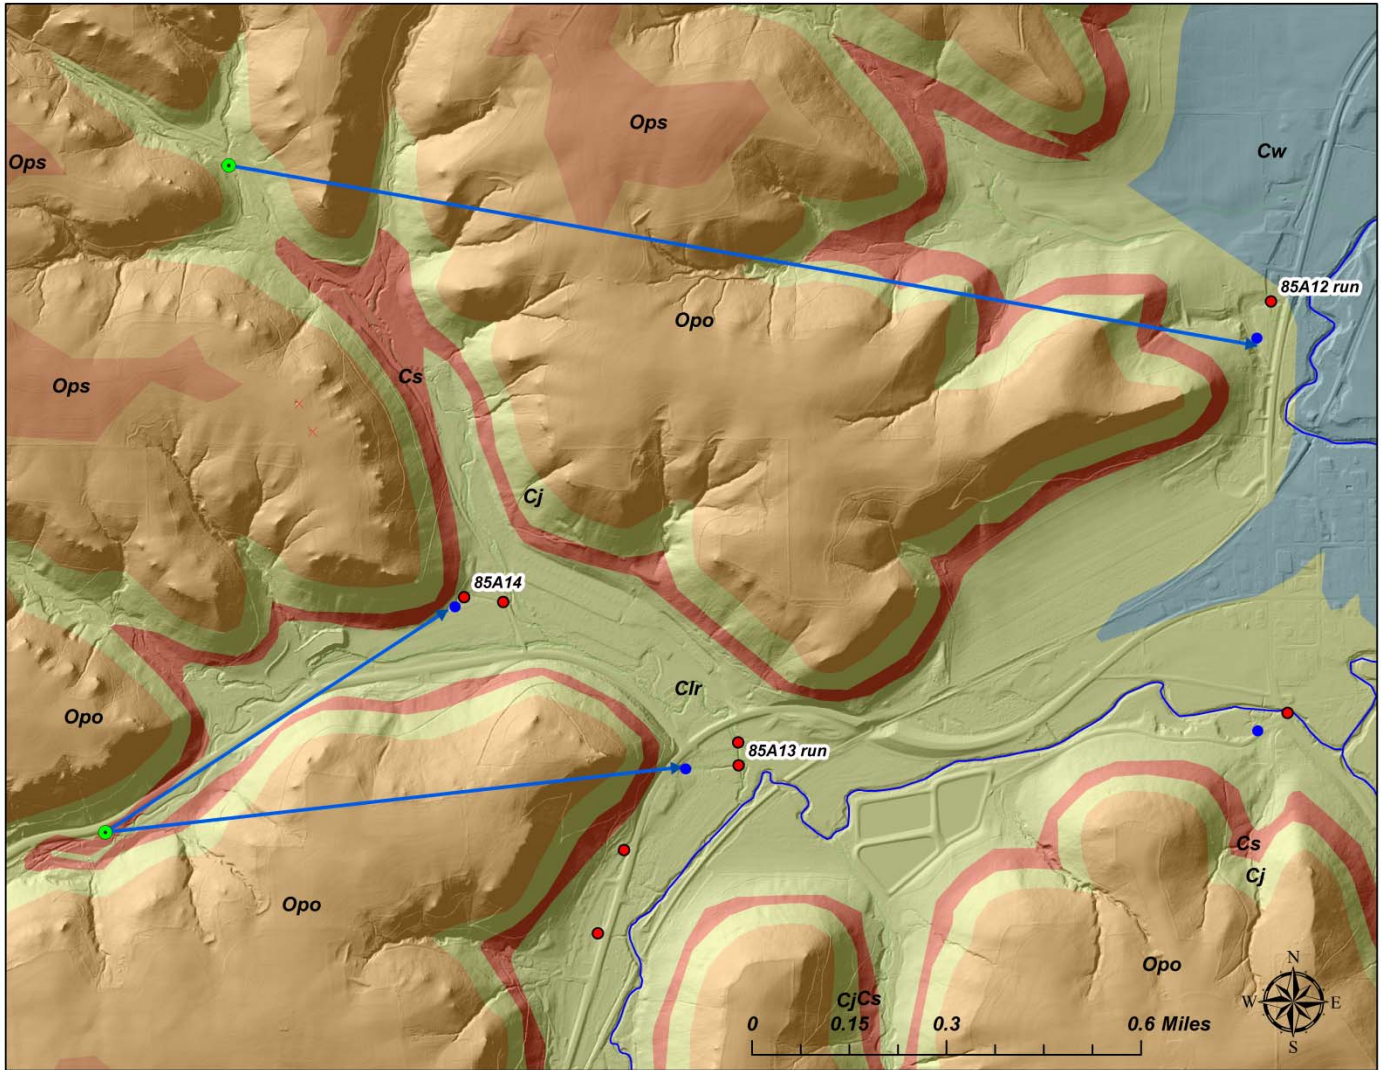 Ops
Cw
Ops
85A12 run
Opo
Cs
Ops
Cj
85A14
Clr
Opo
85A13 run
Cs
Cj
Opo
Opo
CjCs
N
W E
S
0 0.15 0.3 0.6 Miles